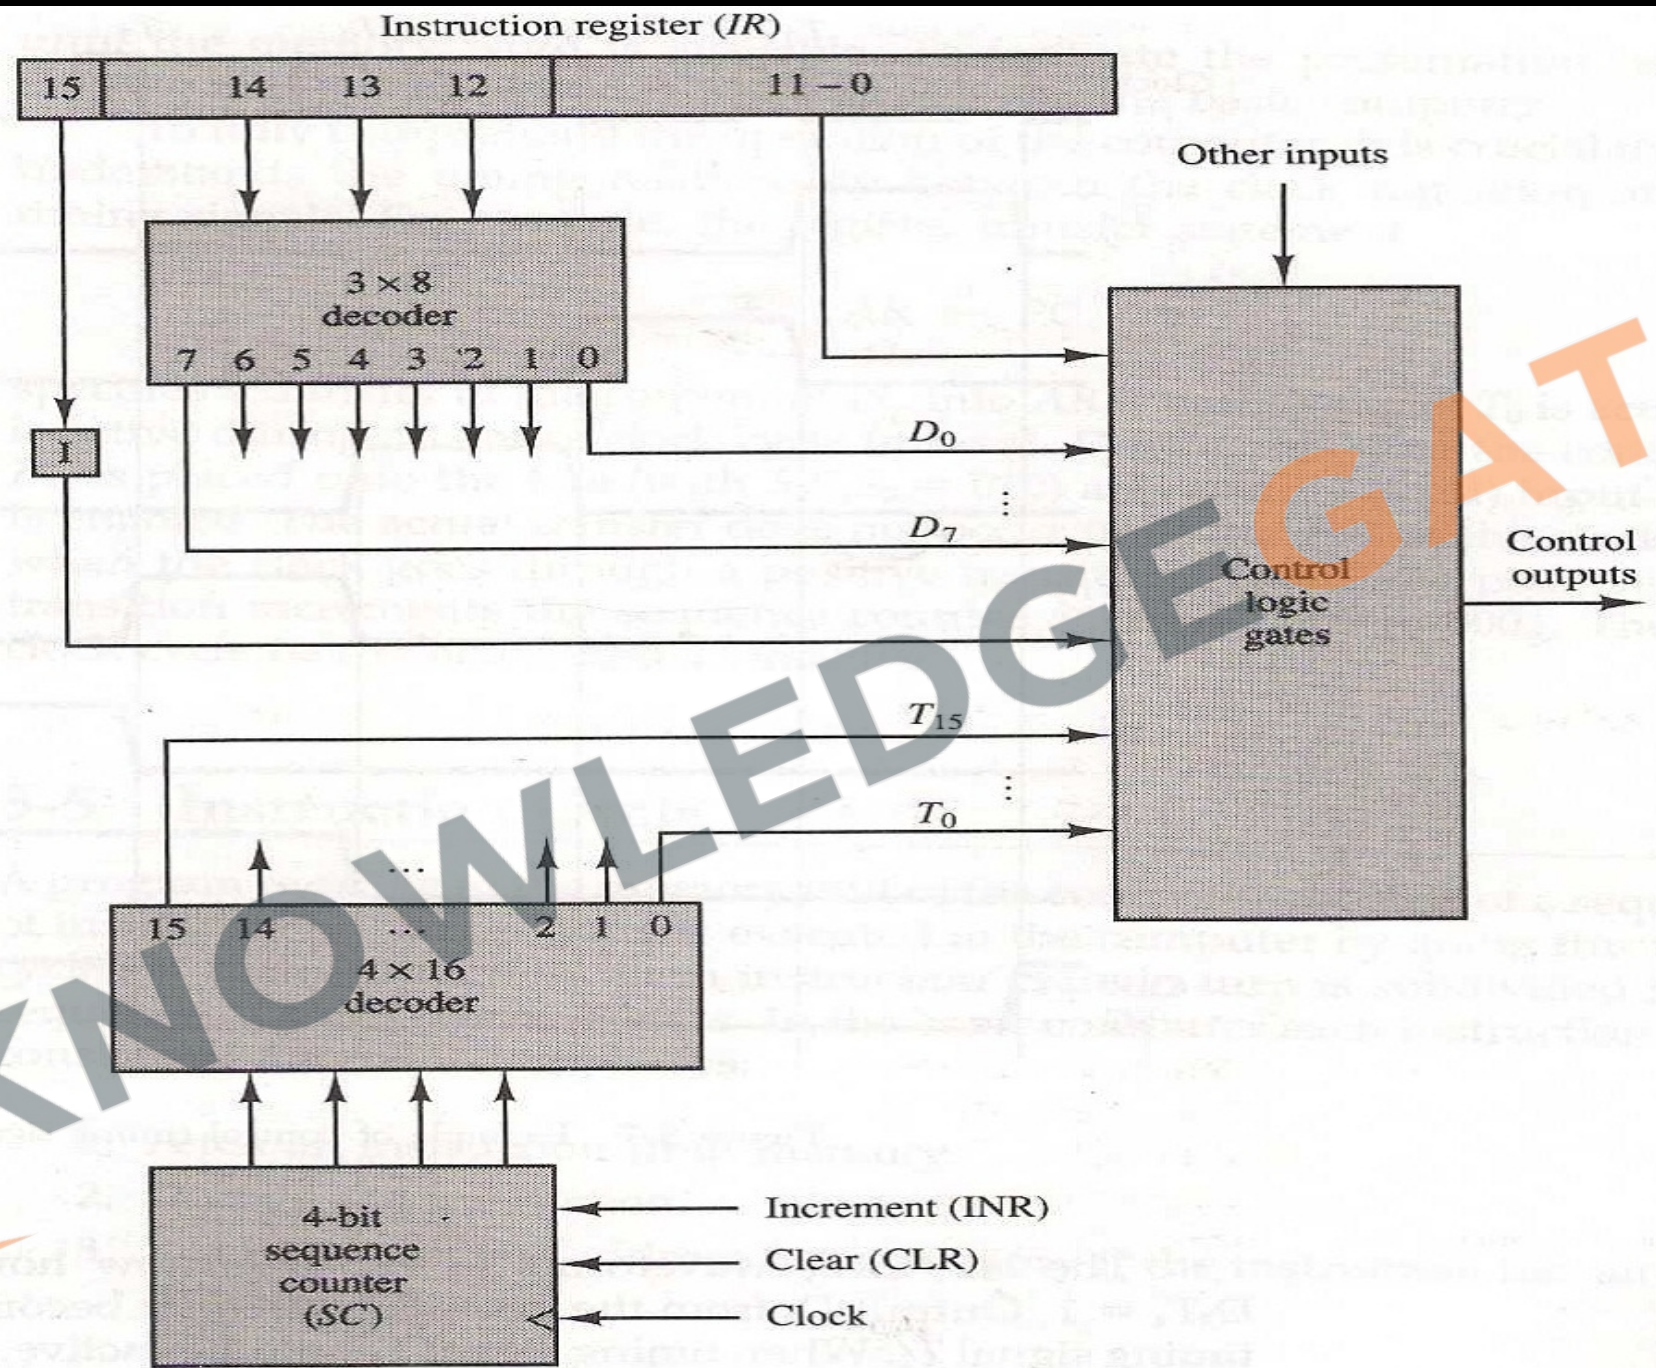 Instruction register (IR)
15 14 13 12 11 – 0
Other inputs
3 × 8
decoder
7 6 5 4 3 2 1 0
1
D0
⋮
D7
Control
logic
gates
Control
outputs
T15
⋮
T0
15 14 ... 2 1 0
4 × 16
decoder
4-bit
sequence
counter
(SC)
Increment (INR)
Clear (CLR)
Clock
KNOWLEDGEGAT